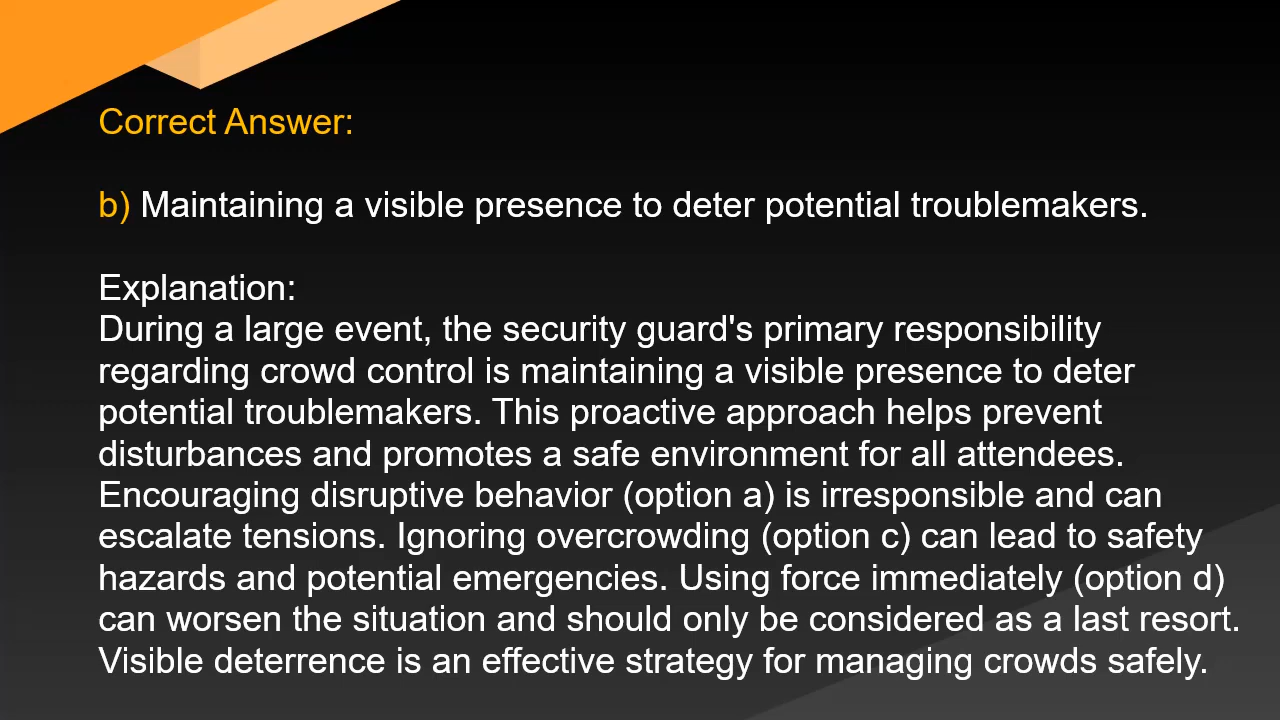 Correct Answer:
b) Maintaining a visible presence to deter potential troublemakers.
Explanation:
During a large event, the security guard's primary responsibility
regarding crowd control is maintaining a visible presence to deter
potential troublemakers. This proactive approach helps prevent
disturbances and promotes a safe environment for all attendees.
Encouraging disruptive behavior (option a) is irresponsible and can
escalate tensions. Ignoring overcrowding (option c) can lead to safety
hazards and potential emergencies. Using force immediately (option d)
can worsen the situation and should only be considered as a last resort.
Visible deterrence is an effective strategy for managing crowds safely.